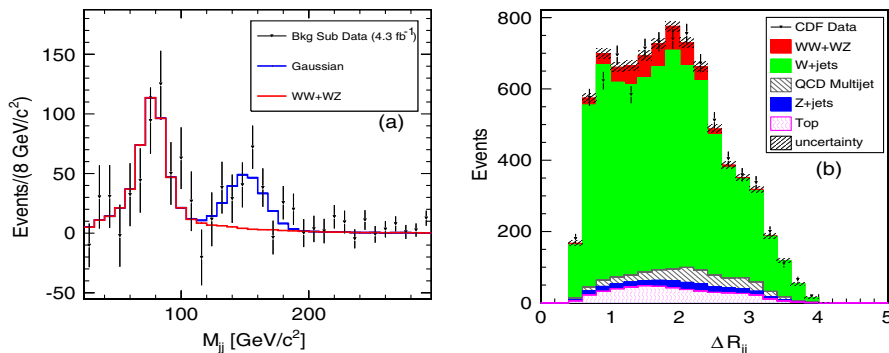 Bkg Sub Data (4.3 fb⁻¹)
Gaussian
WW+WZ
(a)
150
100
50
0
-50
Events/(8 GeV/c²)
100
200
M_jj [GeV/c²]
CDF Data
WW+WZ
W+jets
QCD Multijet
Z+jets
Top
uncertainty
(b)
800
600
400
200
0
Events
0
1
2
3
4
5
Δ R_jj